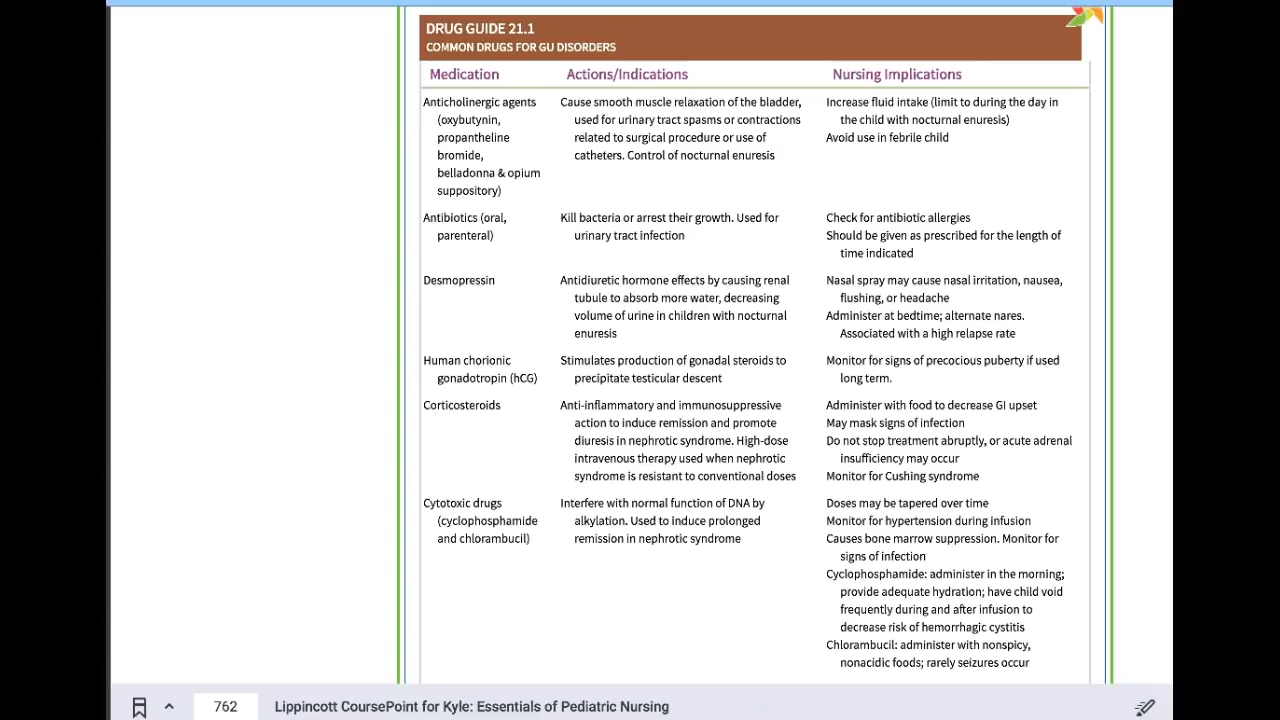 DRUG GUIDE 21.1
COMMON DRUGS FOR GU DISORDERS
Medication Actions/Indications Nursing Implications
Anticholinergic agents
(oxybutynin,
propantheline
bromide,
belladonna & opium
suppository)
Cause smooth muscle relaxation of the bladder,
used for urinary tract spasms or contractions
related to surgical procedure or use of
catheters. Control of nocturnal enuresis
Increase fluid intake (limit to during the day in
the child with nocturnal enuresis)
Avoid use in febrile child
Antibiotics (oral,
parenteral)
Kill bacteria or arrest their growth. Used for
urinary tract infection
Check for antibiotic allergies
Should be given as prescribed for the length of
time indicated
Desmopressin
Antidiuretic hormone effects by causing renal
tubule to absorb more water, decreasing
volume of urine in children with nocturnal
enuresis
Nasal spray may cause nasal irritation, nausea,
flushing, or headache
Administer at bedtime; alternate nares.
Associated with a high relapse rate
Human chorionic
gonadotropin (hCG)
Stimulates production of gonadal steroids to
precipitate testicular descent
Monitor for signs of precocious puberty if used
long term.
Corticosteroids
Anti-inflammatory and immunosuppressive
action to induce remission and promote
diuresis in nephrotic syndrome. High-dose
intravenous therapy used when nephrotic
syndrome is resistant to conventional doses
Administer with food to decrease GI upset
May mask signs of infection
Do not stop treatment abruptly, or acute adrenal
insufficiency may occur
Monitor for Cushing syndrome
Cytotoxic drugs
(cyclophosphamide
and chlorambucil)
Interfere with normal function of DNA by
alkylation. Used to induce prolonged
remission in nephrotic syndrome
Doses may be tapered over time
Monitor for hypertension during infusion
Causes bone marrow suppression. Monitor for
signs of infection
Cyclophosphamide: administer in the morning;
provide adequate hydration; have child void
frequently during and after infusion to
decrease risk of hemorrhagic cystitis
Chlorambucil: administer with nonspicy,
nonacidic foods; rarely seizures occur
762 Lippincott CoursePoint for Kyle: Essentials of Pediatric Nursing